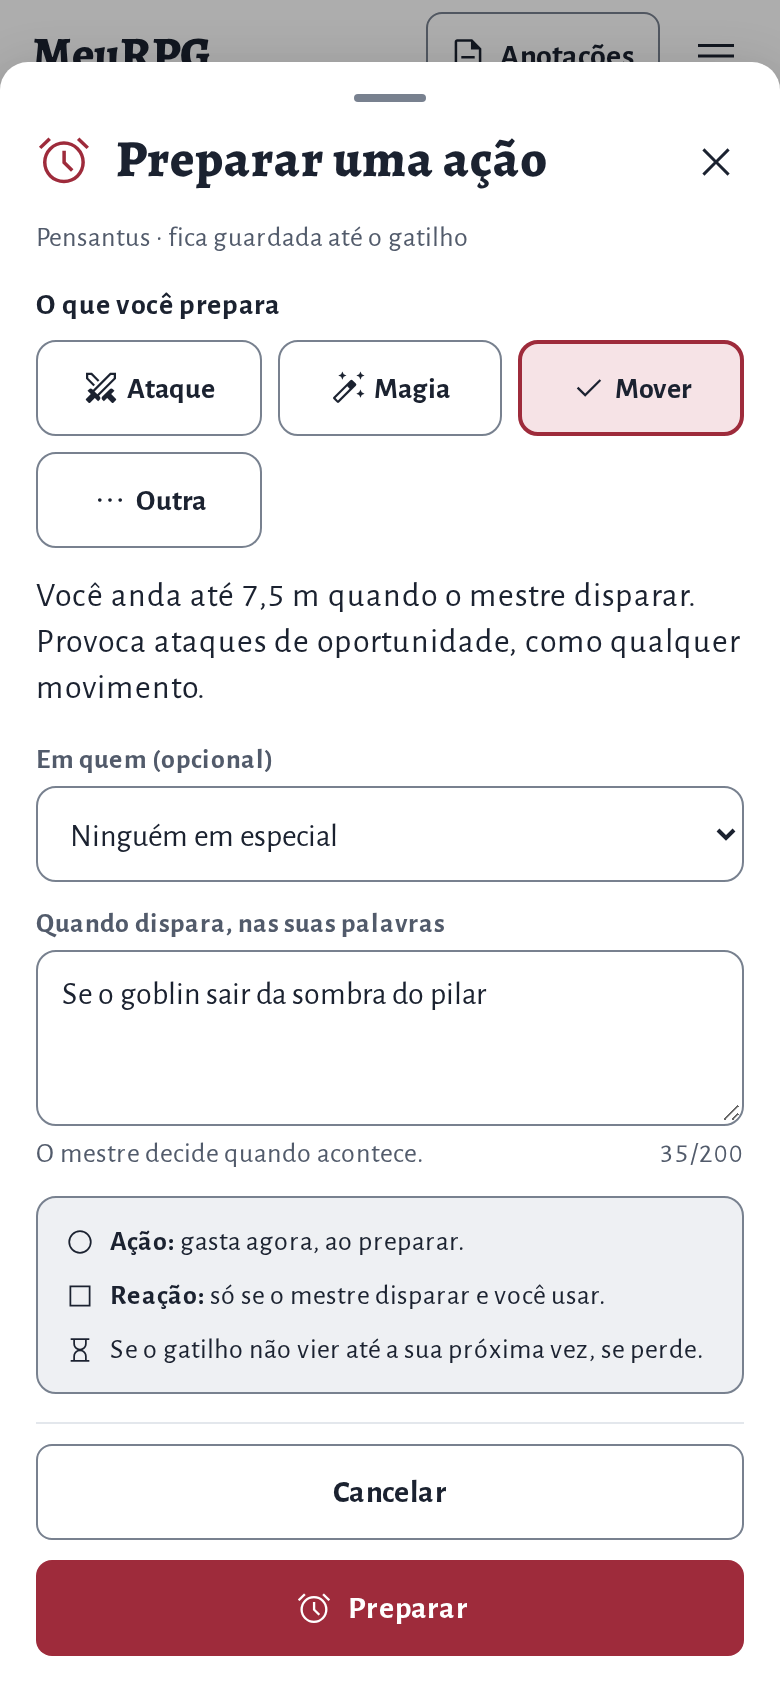 MeuRPG
Anotações
Preparar uma ação
Pensantus · fica guardada até o gatilho
O que você prepara
Ataque
Magia
Mover
Outra
Você anda até 7,5 m quando o mestre disparar.
Provoca ataques de oportunidade, como qualquer
movimento.
Em quem (opcional)
Ninguém em especial
Quando dispara, nas suas palavras
Se o goblin sair da sombra do pilar
O mestre decide quando acontece.
35/200
Ação: gasta agora, ao preparar.
Reação: só se o mestre disparar e você usar.
Se o gatilho não vier até a sua próxima vez, se perde.
Cancelar
Preparar